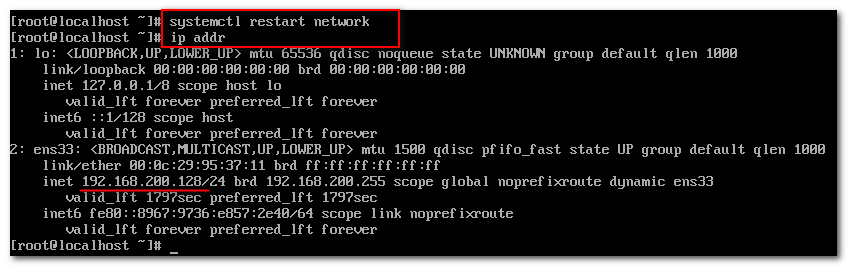 [root@localhost ~]# systemctl restart network
[root@localhost ~]# ip addr
1: lo: <LOOPBACK,UP,LOWER_UP> mtu 65536 qdisc noqueue state UNKNOWN group default qlen 1000
link/loopback 00:00:00:00:00:00 brd 00:00:00:00:00:00
inet 127.0.0.1/8 scope host lo
valid_lft forever preferred_lft forever
inet6 ::1/128 scope host
valid_lft forever preferred_lft forever
2: ens33: <BROADCAST,MULTICAST,UP,LOWER_UP> mtu 1500 qdisc pfifo_fast state UP group default qlen 1000
link/ether 00:0c:29:95:37:11 brd ff:ff:ff:ff:ff:ff
inet 192.168.200.128/24 brd 192.168.200.255 scope global noprefixroute dynamic ens33
valid_lft 1797sec preferred_lft 1797sec
inet6 fe80::8967:9736:e857:2e40/64 scope link noprefixroute
valid_lft forever preferred_lft forever
[root@localhost ~]# _